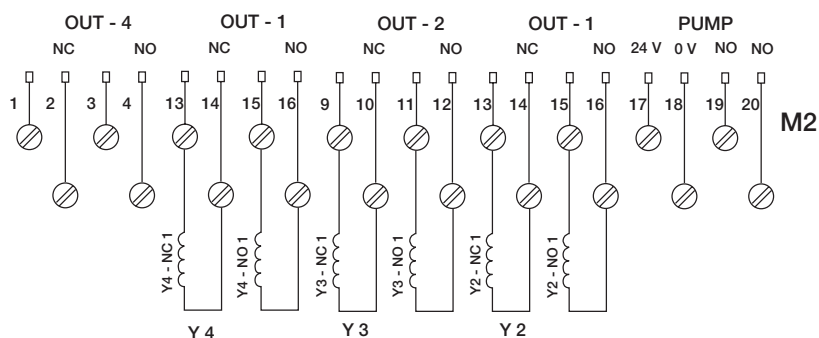 OUT - 4 OUT - 1 OUT - 2 OUT - 1 PUMP
NC NO NC NO NC NO NC NO 24 V 0 V NO NO
1 2 3 4 13 14 15 16 9 10 11 12 13 14 15 16 17 18 19 20
M2
Y4 - NC 1 Y4 - NO 1 Y3 - NC 1 Y3 - NO 1 Y2 - NC 1 Y2 - NO 1
Y 4 Y 3 Y 2